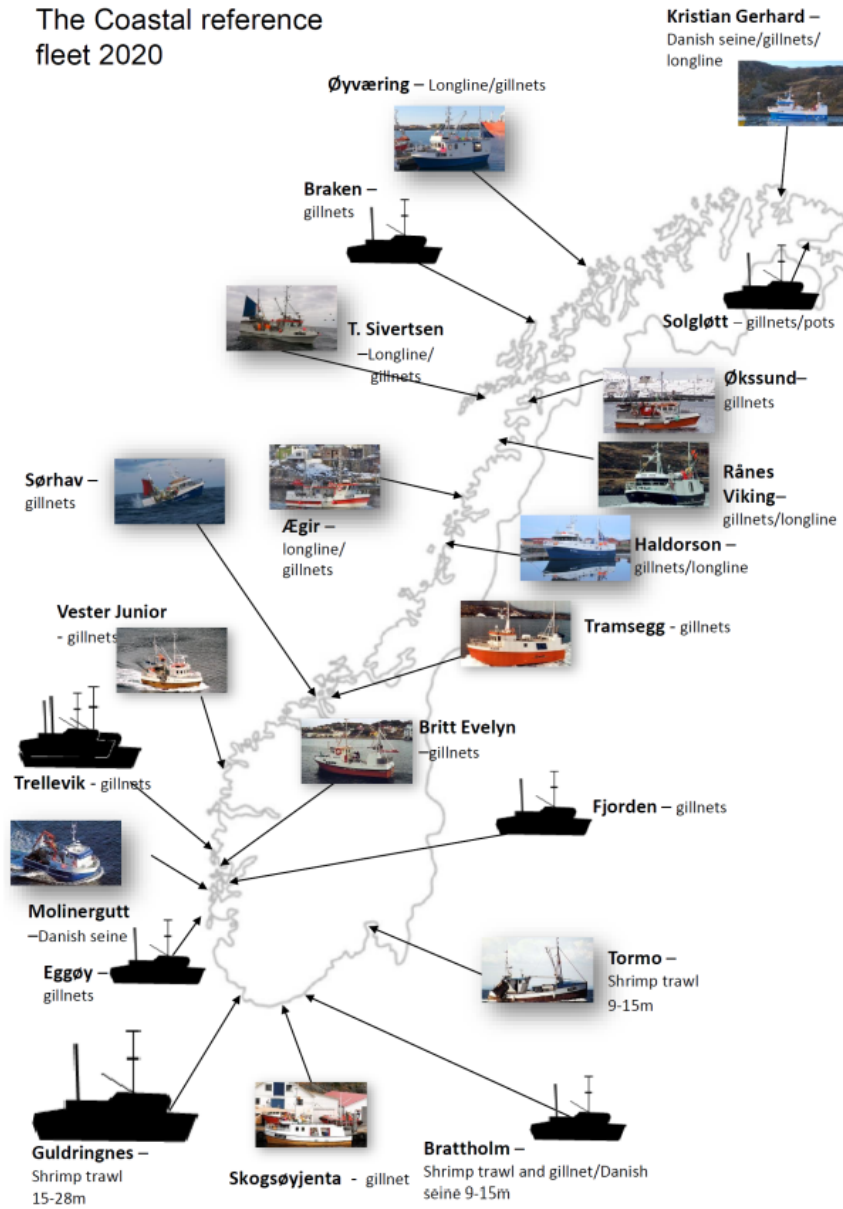 The Coastal reference
fleet 2020
Kristian Gerhard –
Danish seine/gillnets/
longline
Øyværing – Longline/gillnets
Braken –
gillnets
Solgløtt – gillnets/pots
T. Sivertsen
–Longline/
gillnets
Økssund–
gillnets
Rånes
Viking–
gillnets/longline
Sørhav –
gillnets
Ægir –
longline/
gillnets
Haldorson –
gillnets/longline
Vester Junior
- gillnets
Tramsegg - gillnets
Britt Evelyn
–gillnets
Trellevik - gillnets
Fjorden – gillnets
Molinergutt
–Danish seine
Eggøy –
gillnets
Tormo –
Shrimp trawl
9-15m
Guldringnes –
Shrimp trawl
15-28m
Skogsøyjenta - gillnet
Brattholm –
Shrimp trawl and gillnet/Danish
seine 9-15m